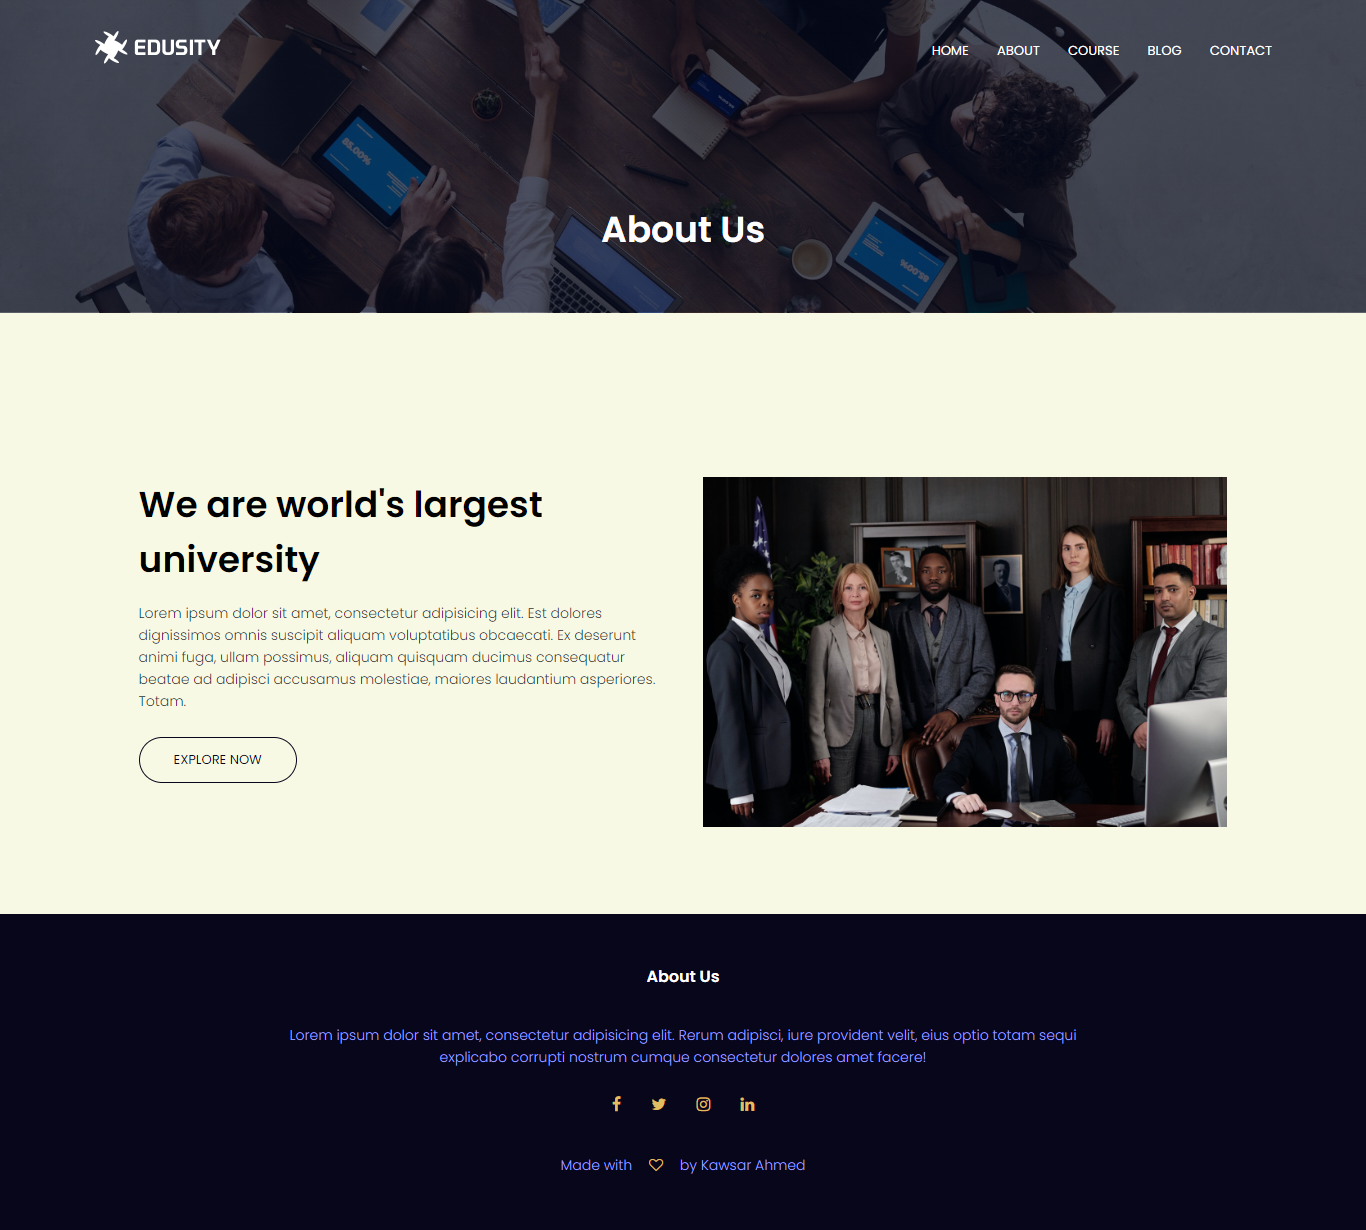 EDUSITY
HOME ABOUT COURSE BLOG CONTACT
85.00%
85.00%
About Us
We are world's largest
university
Lorem ipsum dolor sit amet, consectetur adipisicing elit. Est dolores
dignissimos omnis suscipit aliquam voluptatibus obcaecati. Ex deserunt
animi fuga, ullam possimus, aliquam quisquam ducimus consequatur
beatae ad adipisci accusamus molestiae, maiores laudantium asperiores.
Totam.
EXPLORE NOW
About Us
Lorem ipsum dolor sit amet, consectetur adipisicing elit. Rerum adipisci, iure provident velit, eius optio totam sequi
explicabo corrupti nostrum cumque consectetur dolores amet facere!
Made with by Kawsar Ahmed